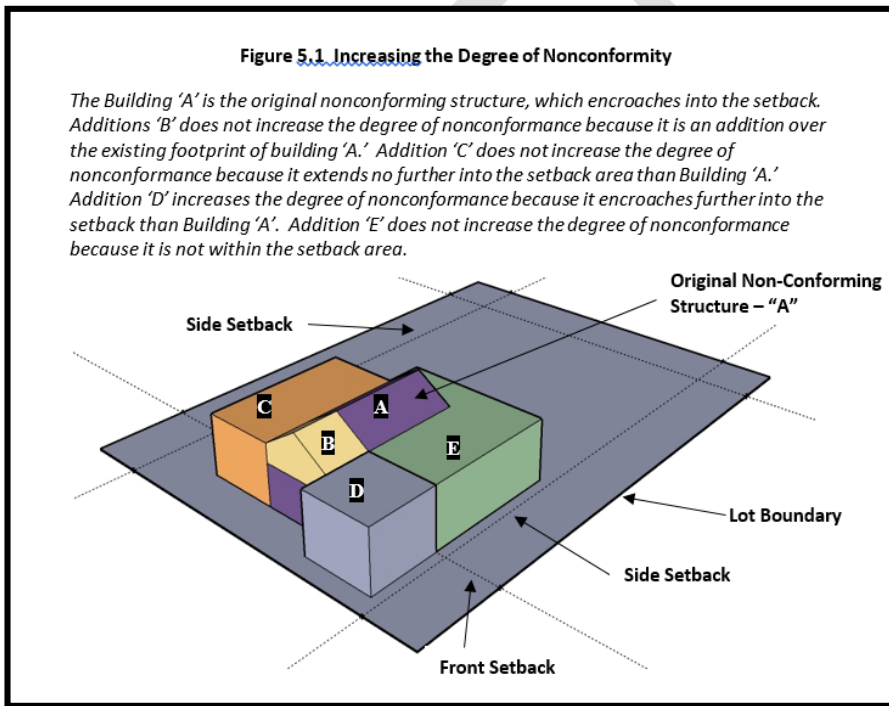 Figure 5.1 Increasing the Degree of Nonconformity
The Building ‘A’ is the original nonconforming structure, which encroaches into the setback.
Additions ‘B’ does not increase the degree of nonconformance because it is an addition over
the existing footprint of building ‘A.’ Addition ‘C’ does not increase the degree of
nonconformance because it extends no further into the setback area than Building ‘A.’
Addition ‘D’ increases the degree of nonconformance because it encroaches further into the
setback than Building ‘A’. Addition ‘E’ does not increase the degree of nonconformance
because it is not within the setback area.
Original Non-Conforming
Structure – “A”
Side Setback
C
A
B
E
D
Lot Boundary
Side Setback
Front Setback